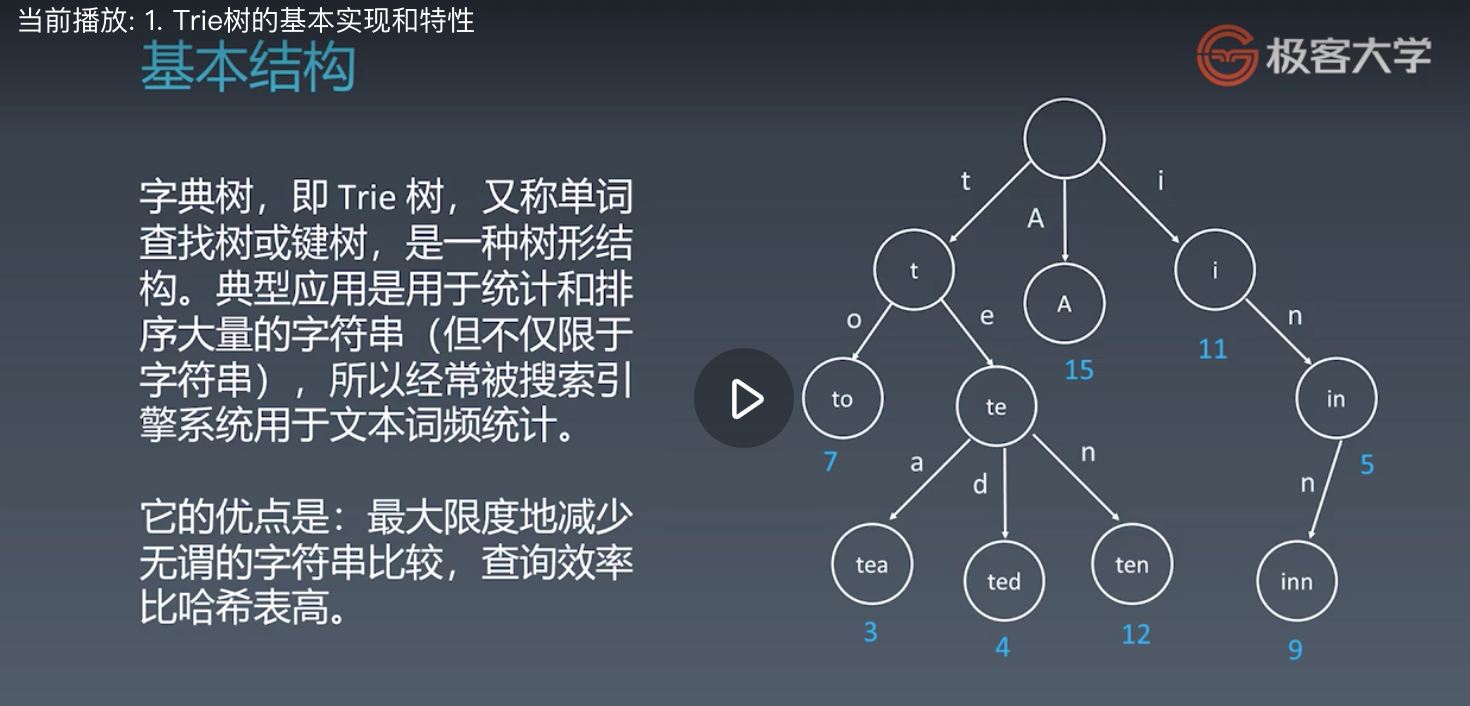 当前播放: 1. Trie树的基本实现和特性
基本结构
极客大学
字典树，即 Trie 树，又称单词
查找树或键树，是一种树形结
构。典型应用是用于统计和排
序大量的字符串（但不仅限于
字符串），所以经常被搜索引
擎系统用于文本词频统计。
它的优点是：最大限度地减少
无谓的字符串比较，查询效率
比哈希表高。
t
A
i
t
A
i
15
11
o
e
n
to
te
in
7
5
a
d
n
n
tea
ted
ten
inn
3
4
12
9